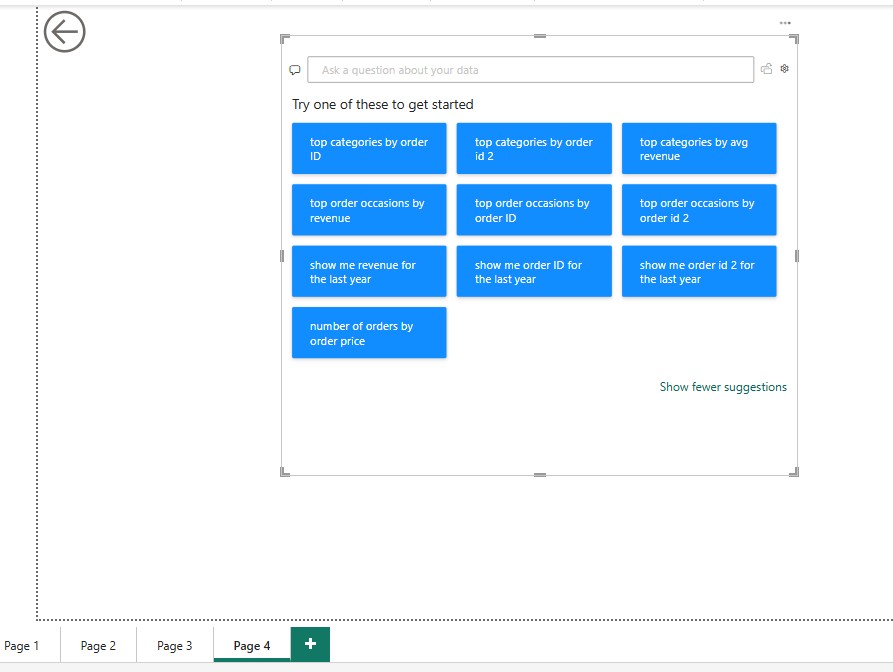 Ask a question about your data
Try one of these to get started
top categories by order
ID
top categories by order
id 2
top categories by avg
revenue
top order occasions by
revenue
top order occasions by
order ID
top order occasions by
order id 2
show me revenue for
the last year
show me order ID for
the last year
show me order id 2 for
the last year
number of orders by
order price
Show fewer suggestions
Page 1
Page 2
Page 3
Page 4
+